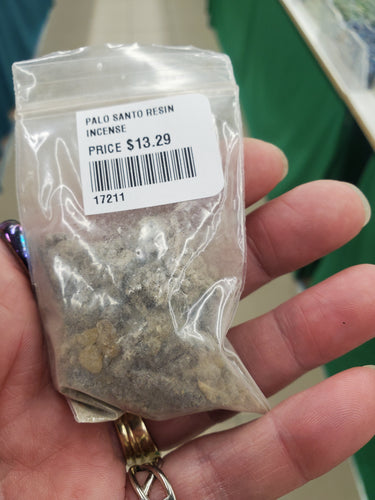 PALO SANTO RESIN
INCENSE
PRICE $13.29
17211